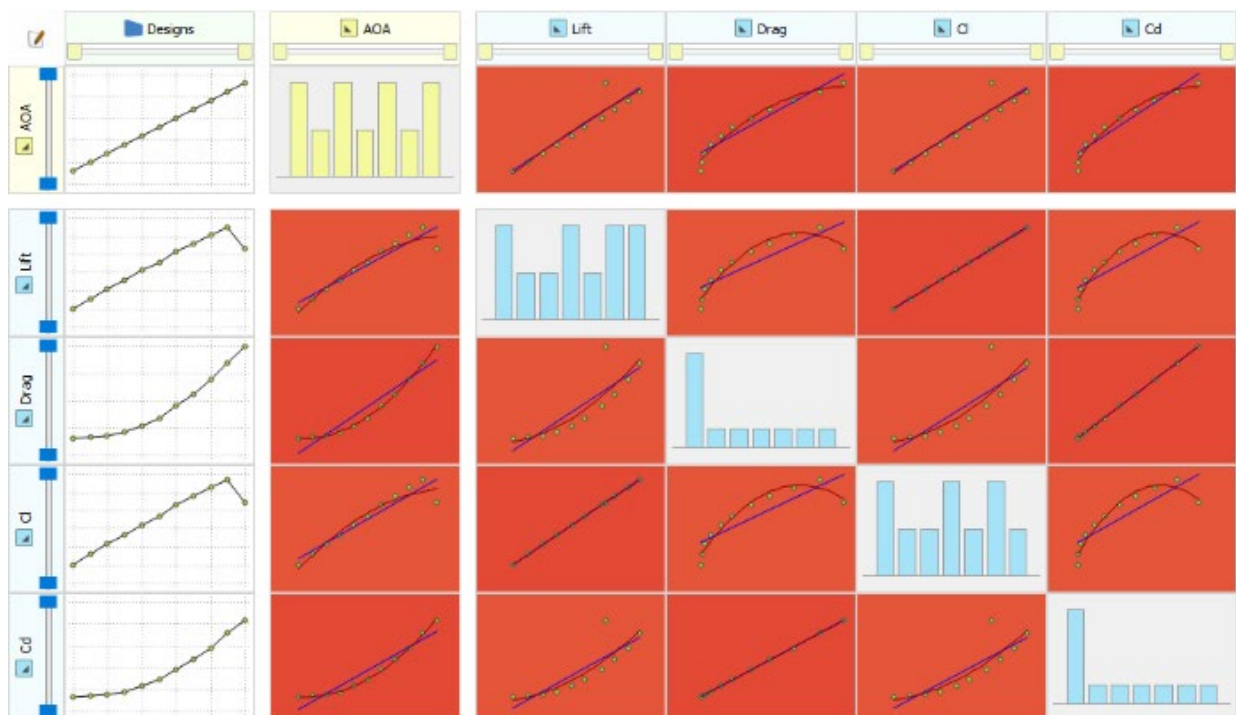 Designs AOA Lift Drag Cl Cd
AOA
Lift
Drag
Cl
Cd